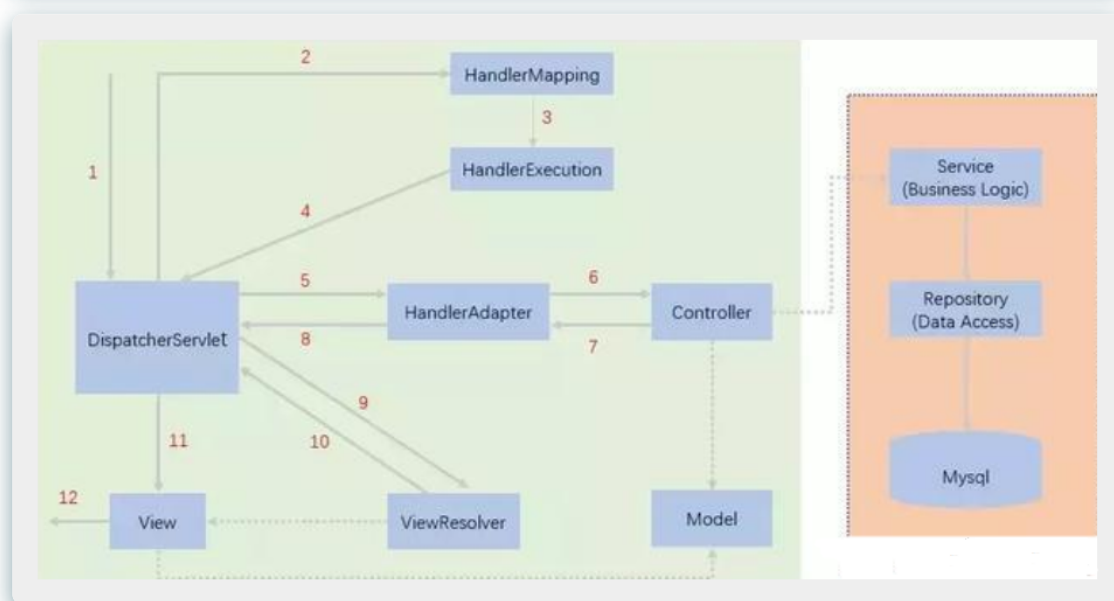 2
HandlerMapping
3
1
HandlerExecution
4
Service
(Business Logic)
5
6
DispatcherServlet
HandlerAdapter
Controller
Repository
(Data Access)
8
7
9
10
11
12
View
ViewResolver
Model
Mysql